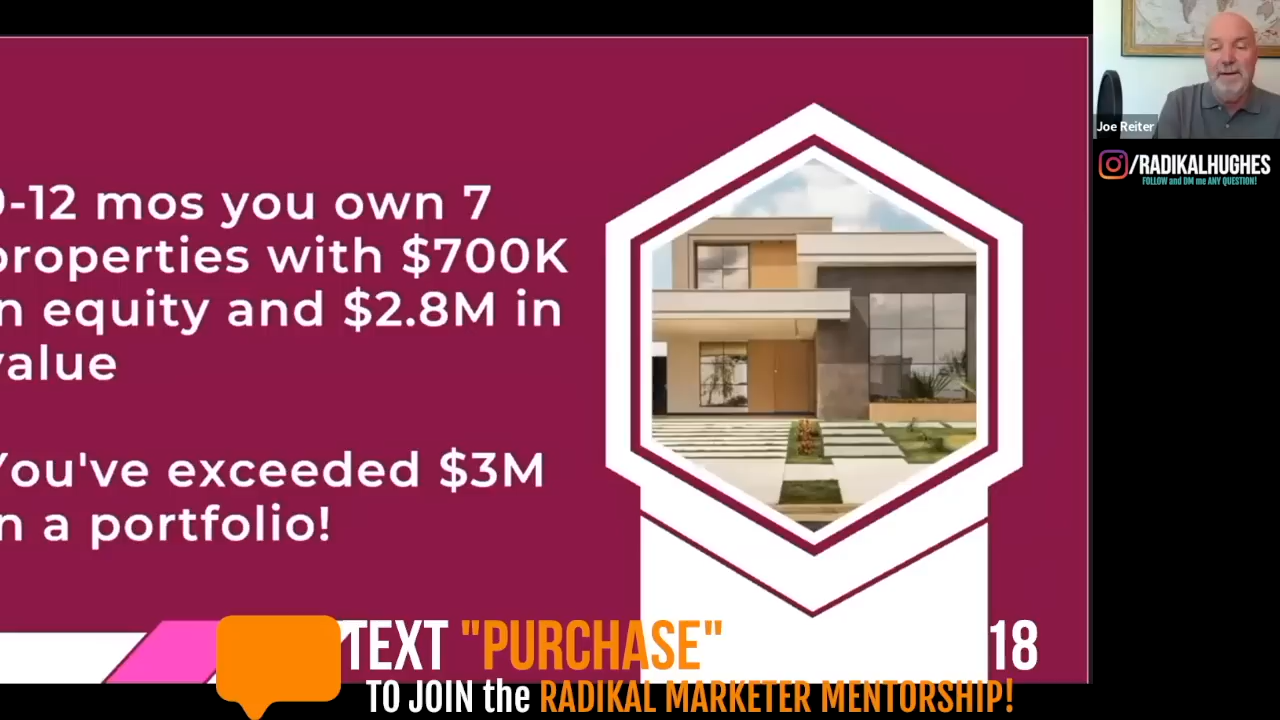 -12 mos you own 7
properties with $700K
n equity and $2.8M in
value
You've exceeded $3M
n a portfolio!
Joe Reiter
/RADIKALHUGHES
FOLLOW and DM me ANY QUESTION!
TEXT "PURCHASE"
18
TO JOIN the RADIKAL MARKETER MENTORSHIP!